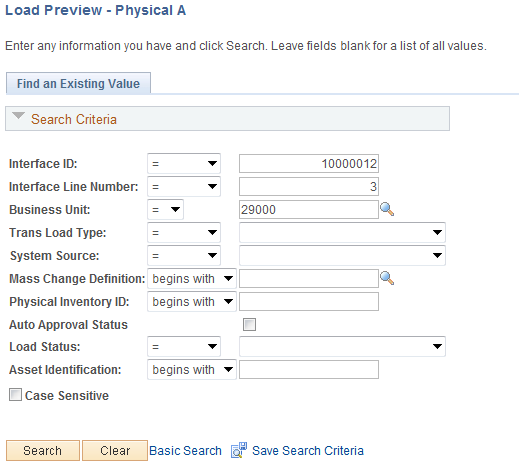 Load Preview - Physical A
Enter any information you have and click Search. Leave fields blank for a list of all values.
Find an Existing Value
Search Criteria
Interface ID: = 10000012
Interface Line Number: = 3
Business Unit: = 29000
Trans Load Type: =
System Source: =
Mass Change Definition: begins with
Physical Inventory ID: begins with
Auto Approval Status
Load Status: =
Asset Identification: begins with
Case Sensitive
Search Clear Basic Search Save Search Criteria